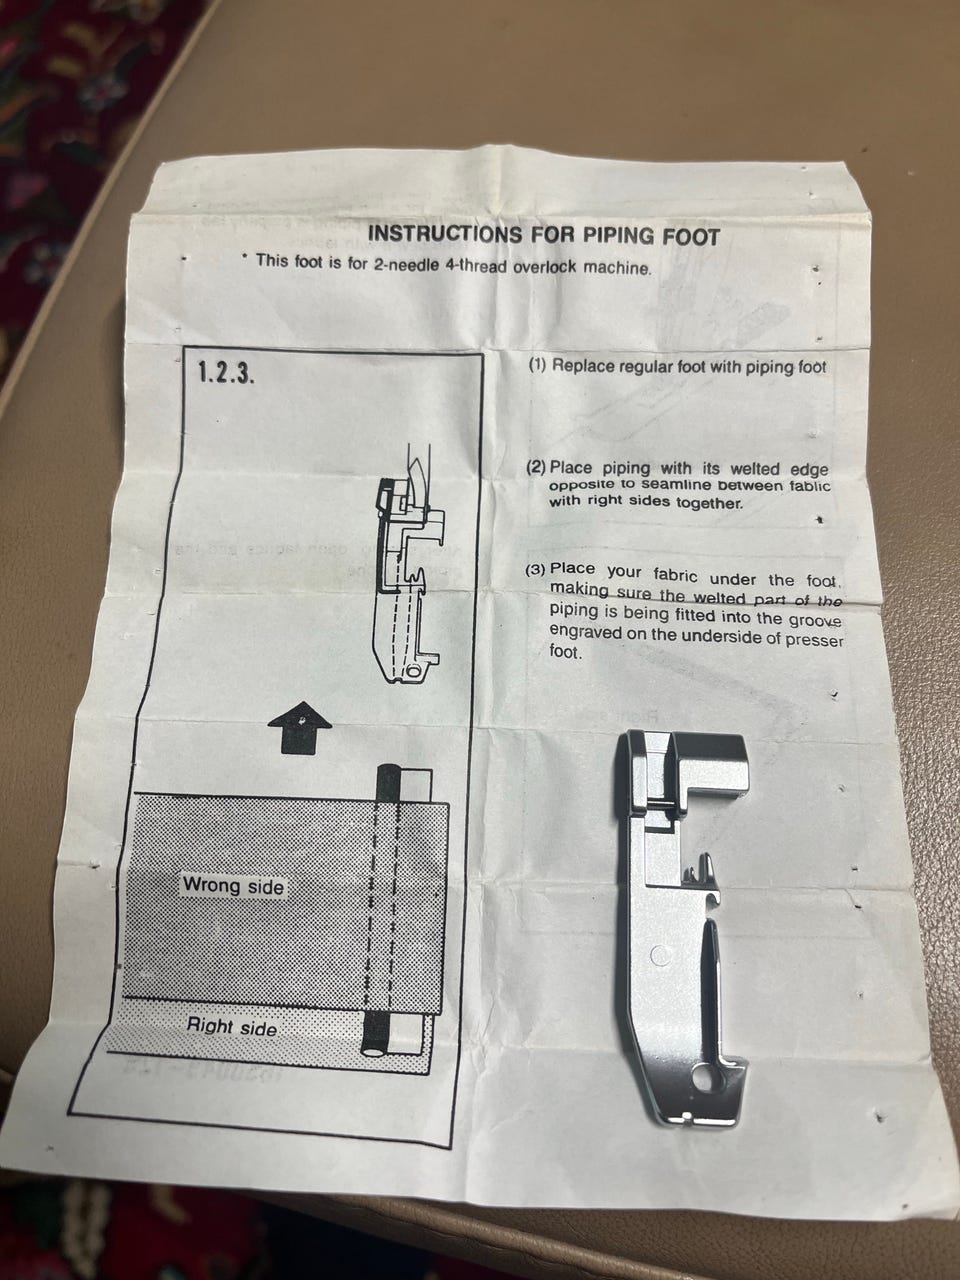 INSTRUCTIONS FOR PIPING FOOT
* This foot is for 2-needle 4-thread overlock machine.
1.2.3.
Wrong side
Right side
(1) Replace regular foot with piping foot
(2) Place piping with its welted edge
opposite to seamline between fablic
with right sides together.
(3) Place your fabric under the foot,
making sure the welted part of the
piping is being fitted into the groove
engraved on the underside of presser
foot.